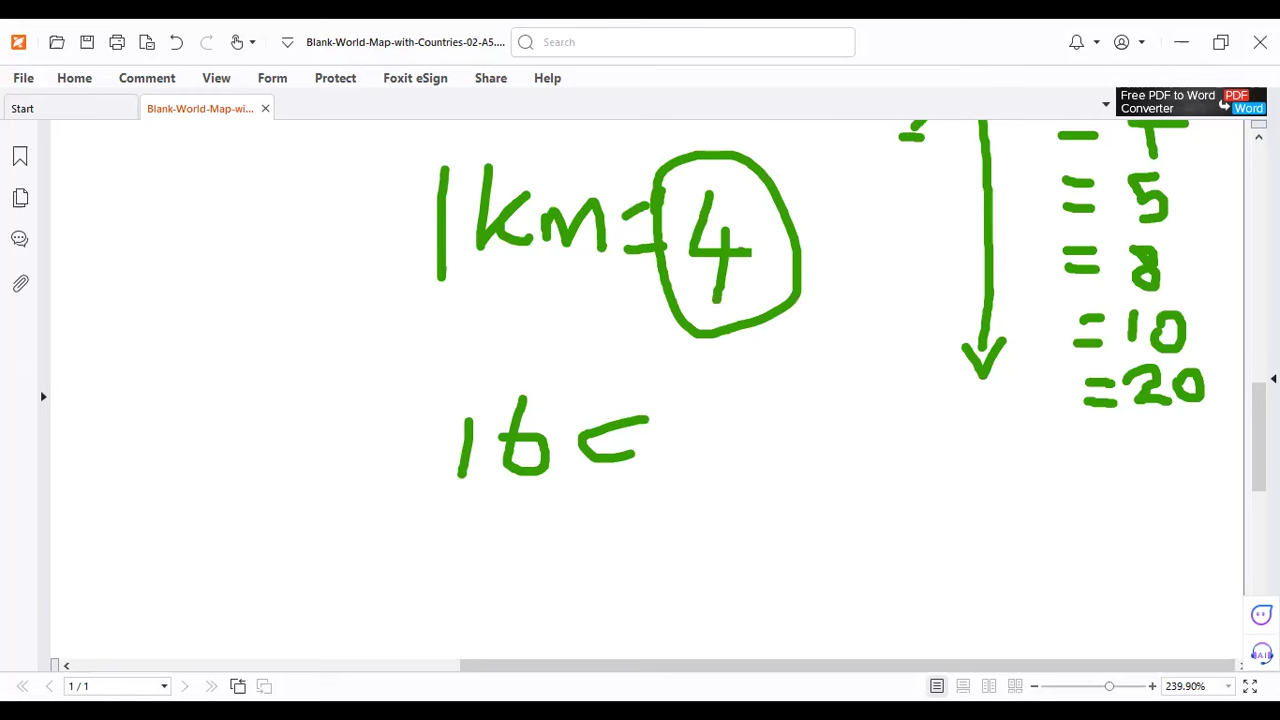 Blank-World-Map-with-Countries-02-A5....
Search
File Home Comment View Form Protect Foxit eSign Share Help
Start
Blank-World-Map-wi...
Free PDF to Word PDF
Converter Word
1km=4
= 5
= 8
= 10
= 20
16 c
AI
1 / 1
239.90%